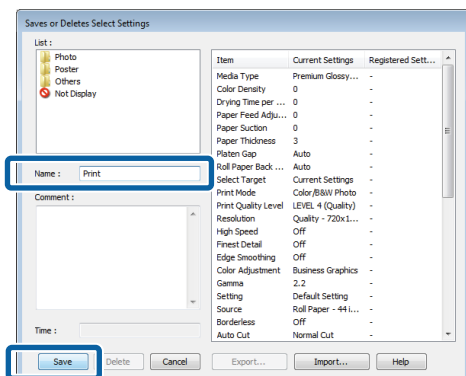 Saves or Deletes Select Settings
List :
Photo
Poster
Others
Not Display
Name : Print
Comment :
Time :
Item Current Settings Registered Sett...
Media Type Premium Glossy... -
Color Density 0 -
Drying Time per ... 0 -
Paper Feed Adju... 0 -
Paper Suction 0 -
Paper Thickness 3 -
Platen Gap Auto -
Roll Paper Back ... Auto -
Select Target Current Settings -
Print Mode Color/B&W Photo -
Print Quality Level LEVEL 4 (Quality) -
Resolution Quality - 720x1... -
High Speed Off -
Finest Detail Off -
Edge Smoothing Off -
Color Adjustment Business Graphics -
Gamma 2.2 -
Setting Default Setting -
Source Roll Paper - 44 i... -
Borderless Off -
Auto Cut Normal Cut -
Save Delete Cancel Export... Import... Help